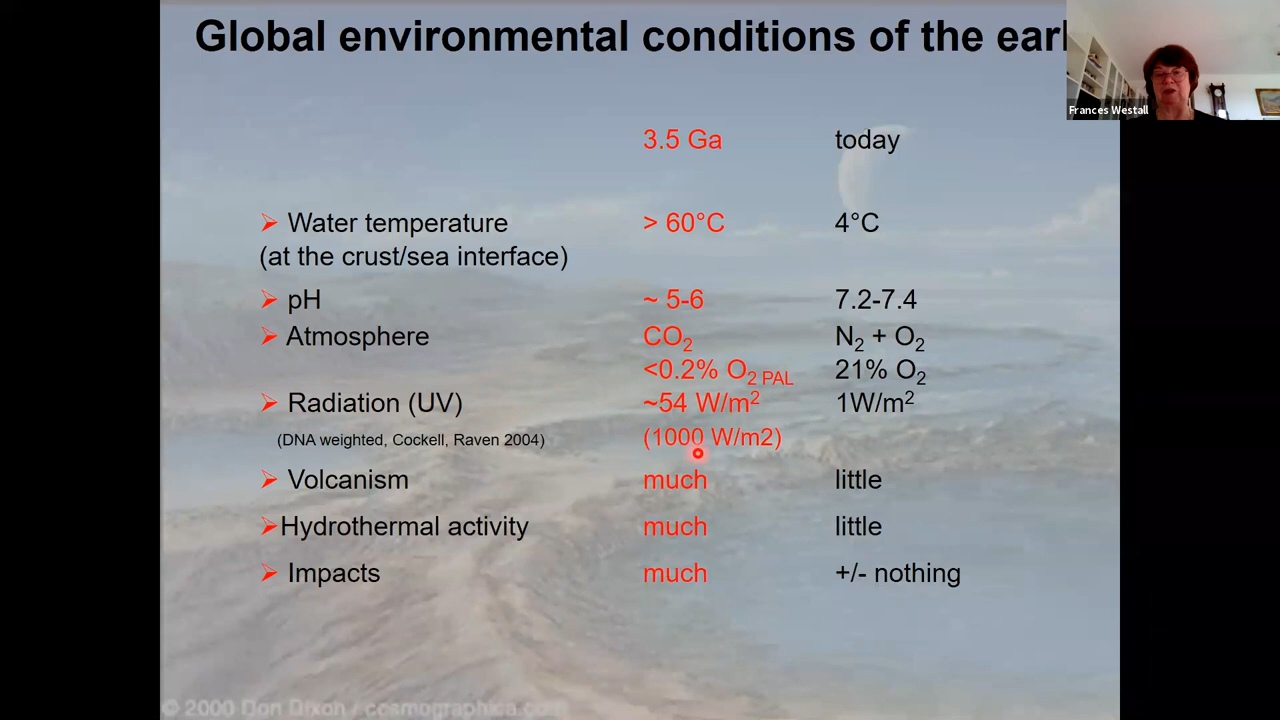 Global environmental conditions of the earl
Frances Westall
3.5 Ga today
➢ Water temperature > 60°C 4°C
(at the crust/sea interface)
➢ pH ~ 5-6 7.2-7.4
➢ Atmosphere CO₂ N₂ + O₂
<0.2% O₂ PAL 21% O₂
➢ Radiation (UV) ~54 W/m² 1W/m²
(DNA weighted, Cockell, Raven 2004) (1000 W/m2)
➢ Volcanism much little
➢Hydrothermal activity much little
➢ Impacts much +/- nothing
© 2000 Don Dixon / cosmographica.com